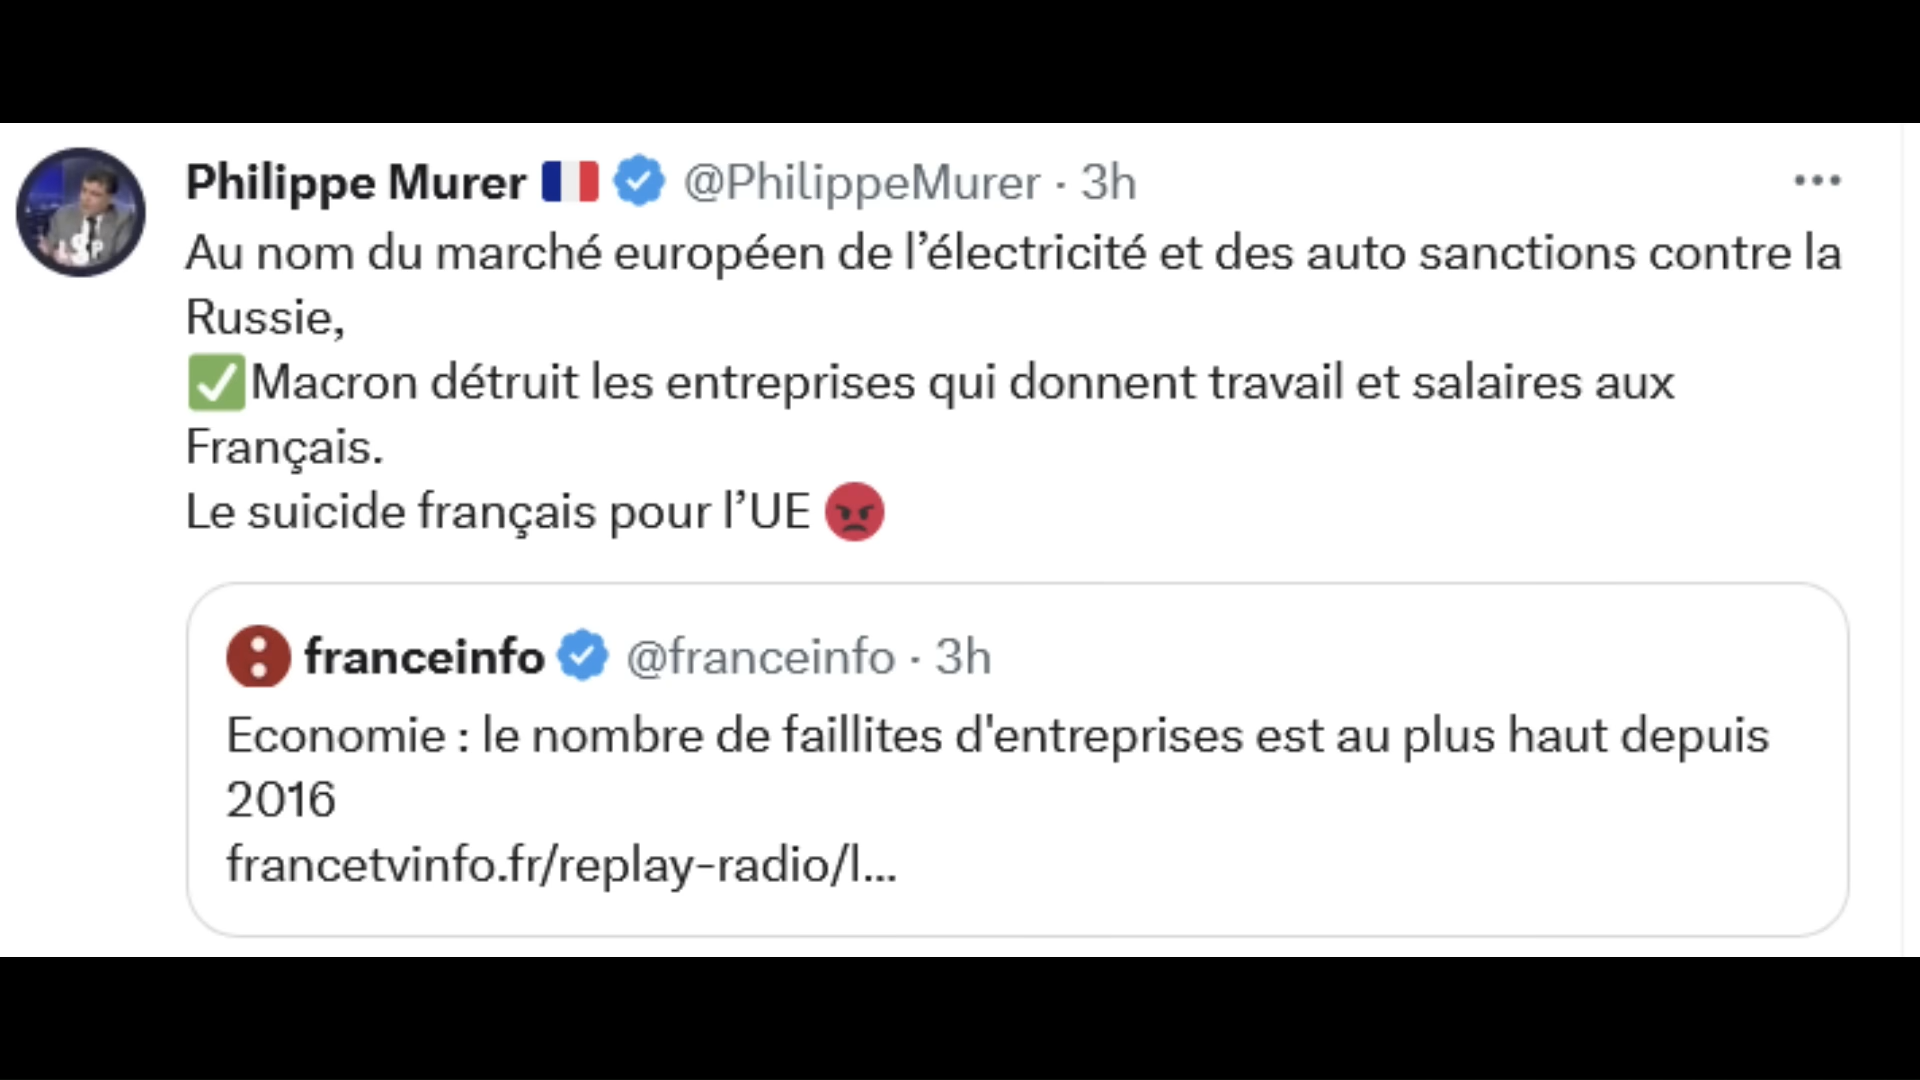 Philippe Murer 🇫🇷 @PhilippeMurer · 3h
Au nom du marché européen de l’électricité et des auto sanctions contre la
Russie,
✅Macron détruit les entreprises qui donnent travail et salaires aux
Français.
Le suicide français pour l’UE 😡
franceinfo @franceinfo · 3h
Economie : le nombre de faillites d'entreprises est au plus haut depuis
2016
francetvinfo.fr/replay-radio/l...